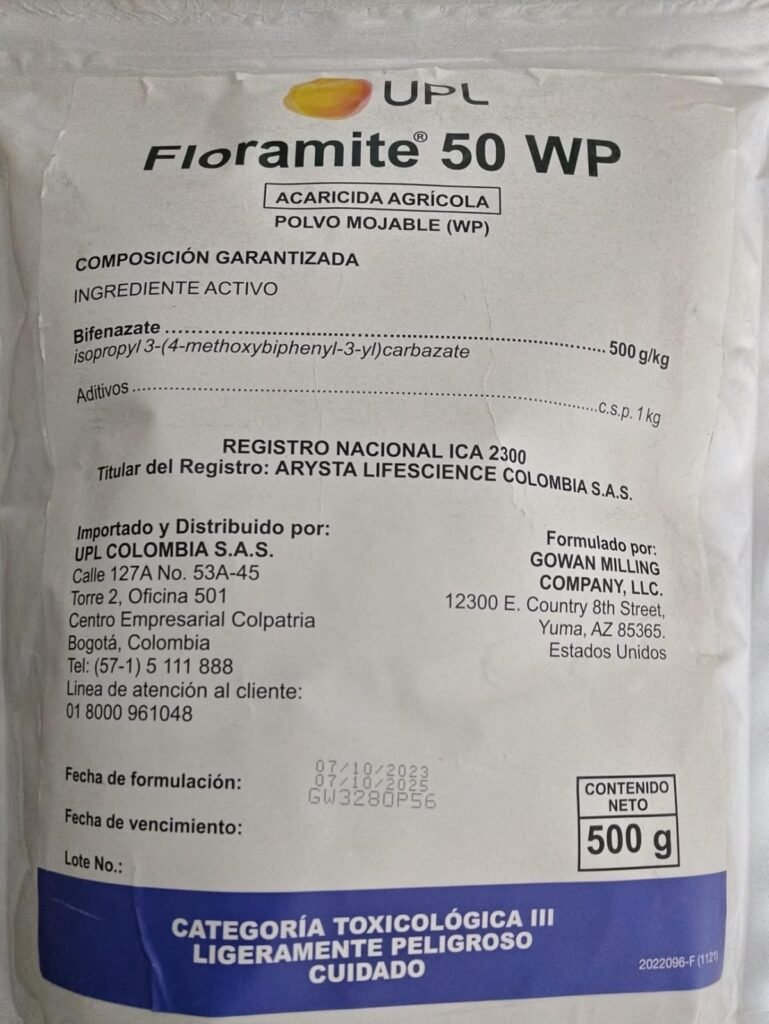 UPL
Floramite® 50 WP
ACARICIDA AGRÍCOLA
POLVO MOJABLE (WP)
COMPOSICIÓN GARANTIZADA
INGREDIENTE ACTIVO
Bifenazate ........................................................ 500 g/kg
isopropyl 3-(4-methoxybiphenyl-3-yl)carbazate
Aditivos ........................................................c.s.p. 1 kg
REGISTRO NACIONAL ICA 2300
Titular del Registro: ARYSTA LIFESCIENCE COLOMBIA S.A.S.
Importado y Distribuido por:
UPL COLOMBIA S.A.S.
Calle 127A No. 53A-45
Torre 2, Oficina 501
Centro Empresarial Colpatria
Bogotá, Colombia
Tel: (57-1) 5 111 888
Linea de atención al cliente:
01 8000 961048
Formulado por:
GOWAN MILLING
COMPANY, LLC.
12300 E. Country 8th Street,
Yuma, AZ 85365.
Estados Unidos
Fecha de formulación:
Fecha de vencimiento:
Lote No.:
07/10/2023
07/10/2025
GW3280P56
CONTENIDO
NETO
500 g
CATEGORÍA TOXICOLÓGICA III
LIGERAMENTE PELIGROSO
CUIDADO
2022096-F (1121)